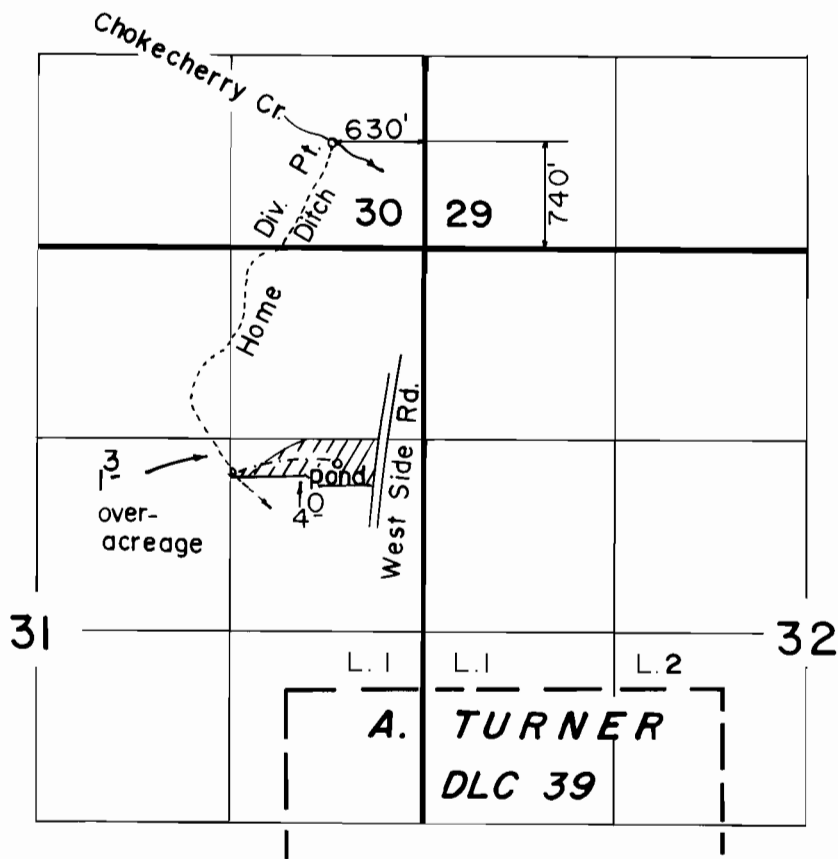 Chokecherry Cr.
630'
Div. Pt.
Ditch
30
29
740'
Home
West Side Rd.
1-3
over-
acreage
pond
4-0
31
32
L. 1
L. 1
L. 2
A. TURNER
DLC 39